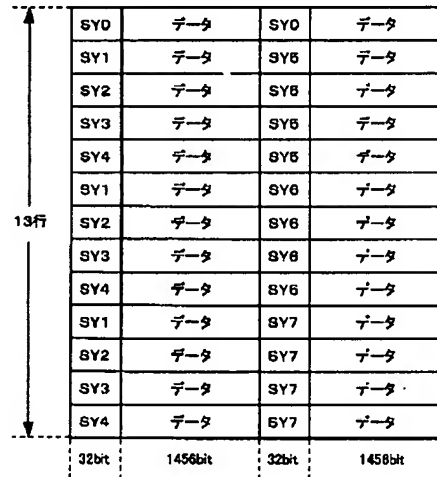 SY0 データ SY0 データ
SY1 データ SY5 データ
SY2 データ SY5 データ
SY3 データ SY5 データ
SY4 データ SY5 データ
SY1 データ SY6 データ
13行 SY2 データ SY6 データ
SY3 データ SY6 データ
SY4 データ SY6 データ
SY1 データ SY7 データ
SY2 データ SY7 データ
SY3 データ SY7 データ
SY4 データ SY7 データ
32bit 1456bit 32bit 1456bit